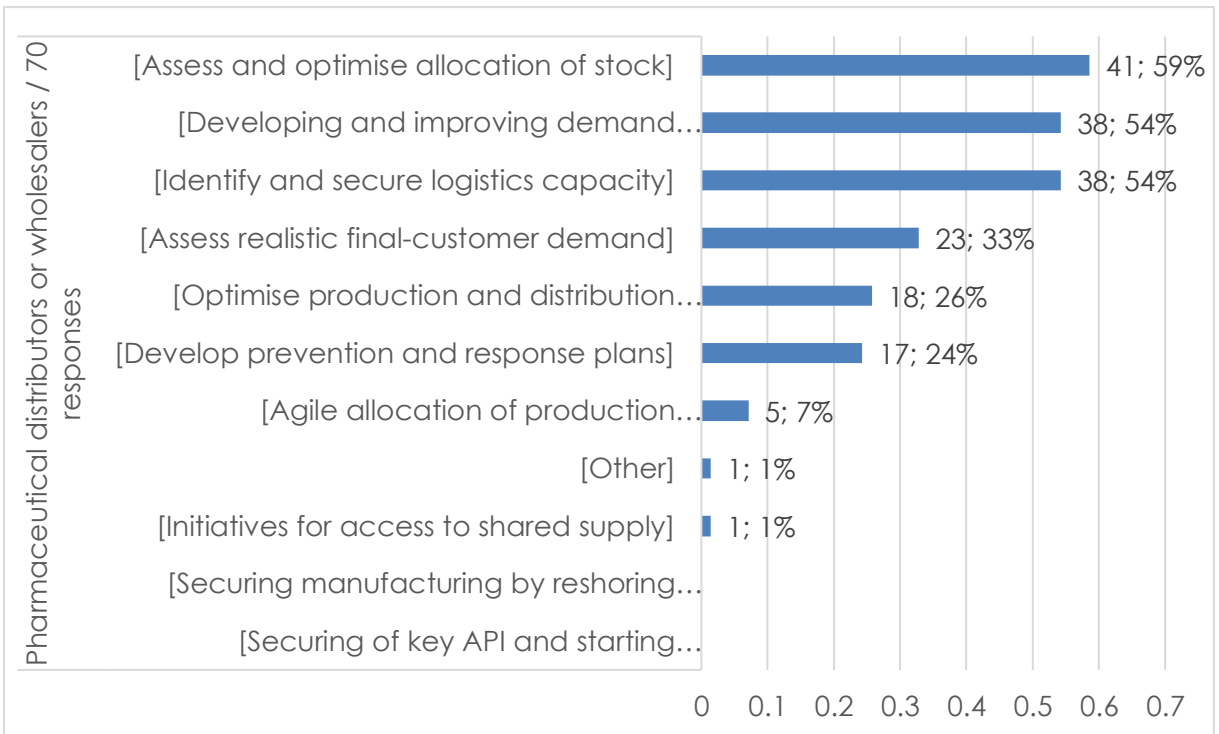 Pharmaceutical distributors or wholesalers / 70
responses
[Assess and optimise allocation of stock]
41; 59%
[Developing and improving demand…
38; 54%
[Identify and secure logistics capacity]
38; 54%
[Assess realistic final-customer demand]
23; 33%
[Optimise production and distribution…
18; 26%
[Develop prevention and response plans]
17; 24%
[Agile allocation of production…
5; 7%
[Other]
1; 1%
[Initiatives for access to shared supply]
1; 1%
[Securing manufacturing by reshoring…
[Securing of key API and starting…
0 0.1 0.2 0.3 0.4 0.5 0.6 0.7